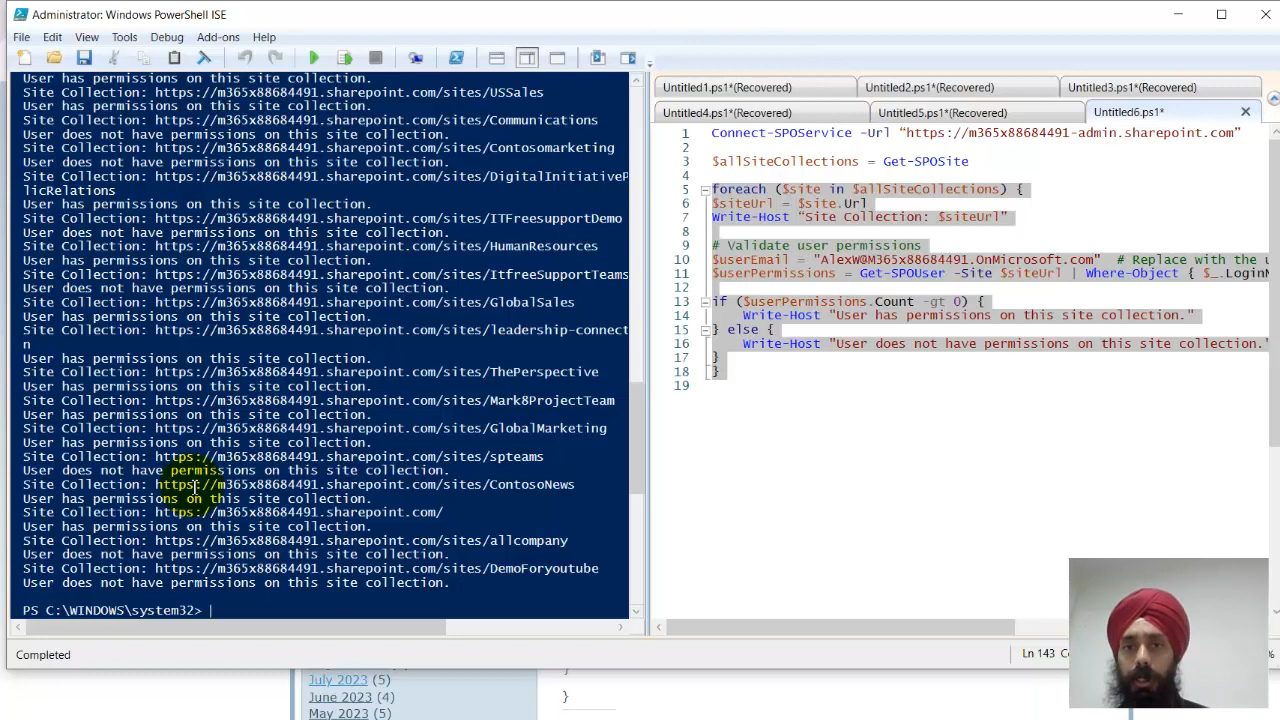 Administrator: Windows PowerShell ISE
File Edit View Tools Debug Add-ons Help
User has permissions on this site collection.
Site Collection: https://m365x88684491.sharepoint.com/sites/USSales
User has permissions on this site collection.
Site Collection: https://m365x88684491.sharepoint.com/sites/Communications
User does not have permissions on this site collection.
Site Collection: https://m365x88684491.sharepoint.com/sites/Contosomarketing
User does not have permissions on this site collection.
Site Collection: https://m365x88684491.sharepoint.com/sites/DigitalInitiativeP
licRelations
User has permissions on this site collection.
Site Collection: https://m365x88684491.sharepoint.com/sites/ITFreesupportDemo
User does not have permissions on this site collection.
Site Collection: https://m365x88684491.sharepoint.com/sites/HumanResources
User has permissions on this site collection.
Site Collection: https://m365x88684491.sharepoint.com/sites/ItfreeSupportTeams
User does not have permissions on this site collection.
Site Collection: https://m365x88684491.sharepoint.com/sites/GlobalSales
User has permissions on this site collection.
Site Collection: https://m365x88684491.sharepoint.com/sites/leadership-connect
n
User has permissions on this site collection.
Site Collection: https://m365x88684491.sharepoint.com/sites/ThePerspective
User has permissions on this site collection.
Site Collection: https://m365x88684491.sharepoint.com/sites/Mark8ProjectTeam
User has permissions on this site collection.
Site Collection: https://m365x88684491.sharepoint.com/sites/GlobalMarketing
User has permissions on this site collection.
Site Collection: https://m365x88684491.sharepoint.com/sites/spteams
User does not have permissions on this site collection.
Site Collection: https://m365x88684491.sharepoint.com/sites/ContosoNews
User has permissions on this site collection.
Site Collection: https://m365x88684491.sharepoint.com/
User has permissions on this site collection.
Site Collection: https://m365x88684491.sharepoint.com/sites/allcompany
User does not have permissions on this site collection.
Site Collection: https://m365x88684491.sharepoint.com/sites/DemoForyoutube
User does not have permissions on this site collection.
PS C:\WINDOWS\system32>
Untitled1.ps1*(Recovered) Untitled2.ps1*(Recovered) Untitled3.ps1*(Recovered)
Untitled4.ps1*(Recovered) Untitled5.ps1*(Recovered) Untitled6.ps1*
1 Connect-SPOService -Url “https://m365x88684491-admin.sharepoint.com”
2
3 $allSiteCollections = Get-SPOSite
4
5 foreach ($site in $allSiteCollections) {
6 $siteUrl = $site.Url
7 Write-Host “Site Collection: $siteUrl”
8
9 # Validate user permissions
10 $userEmail = "AlexW@M365x88684491.OnMicrosoft.com" # Replace with the u
11 $userPermissions = Get-SPOUser -Site $siteUrl | Where-Object { $_.LoginN
12
13 if ($userPermissions.Count -gt 0) {
14 Write-Host "User has permissions on this site collection."
15 } else {
16 Write-Host "User does not have permissions on this site collection."
17 }
18 }
19
Completed
Ln 143
July 2023 (5)
June 2023 (4)
May 2023 (5)
}